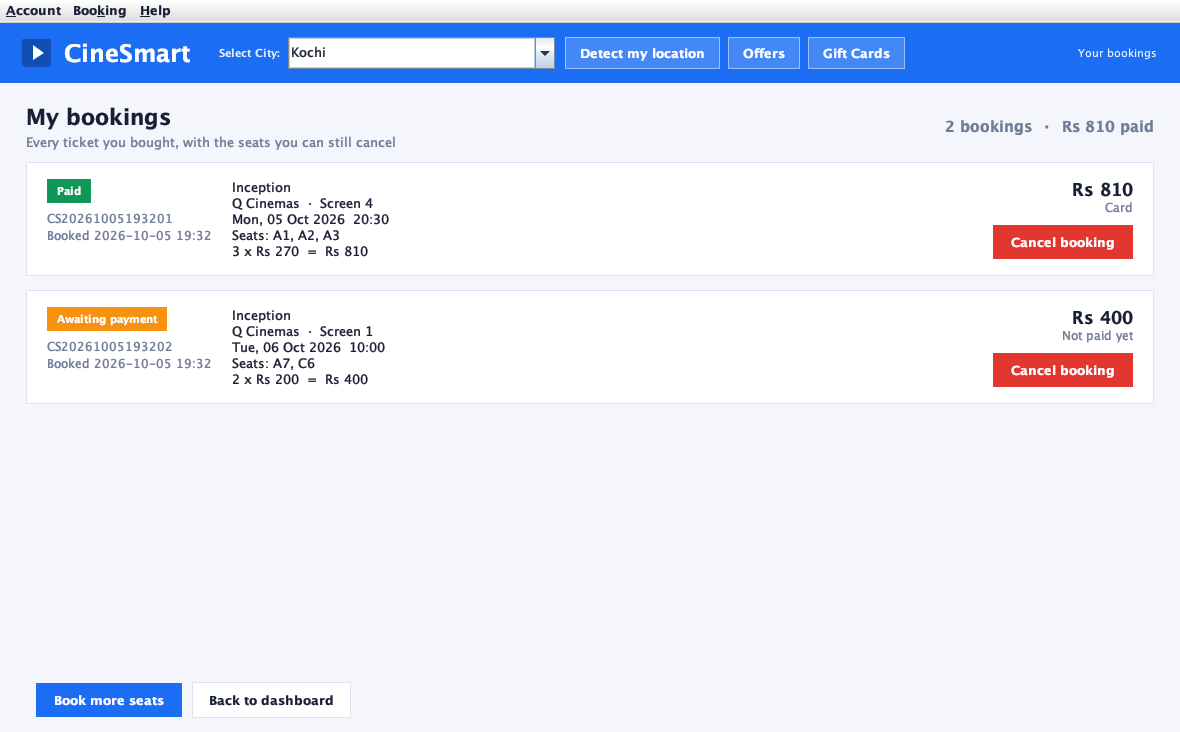 Account Booking Help
CineSmart Select City: Kochi Detect my location Offers Gift Cards Your bookings
My bookings
Every ticket you bought, with the seats you can still cancel
2 bookings · Rs 810 paid
Paid
CS20261005193201
Booked 2026-10-05 19:32
Inception
Q Cinemas · Screen 4
Mon, 05 Oct 2026 20:30
Seats: A1, A2, A3
3 x Rs 270 = Rs 810
Rs 810
Card
Cancel booking
Awaiting payment
CS20261005193202
Booked 2026-10-05 19:32
Inception
Q Cinemas · Screen 1
Tue, 06 Oct 2026 10:00
Seats: A7, C6
2 x Rs 200 = Rs 400
Rs 400
Not paid yet
Cancel booking
Book more seats Back to dashboard